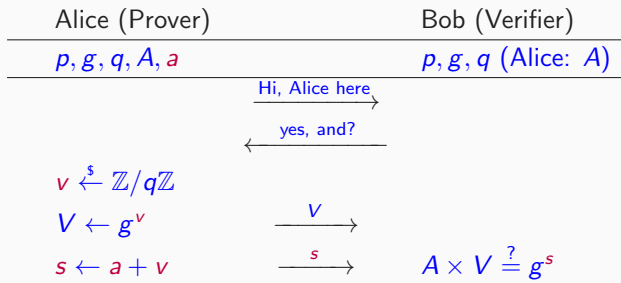 Alice (Prover) Bob (Verifier)
p, g, q, A, a p, g, q (Alice: A)
Hi, Alice here
yes, and?
v $← ℤ/qℤ
V ← g^v V
s ← a + v s A × V ≟ g^s